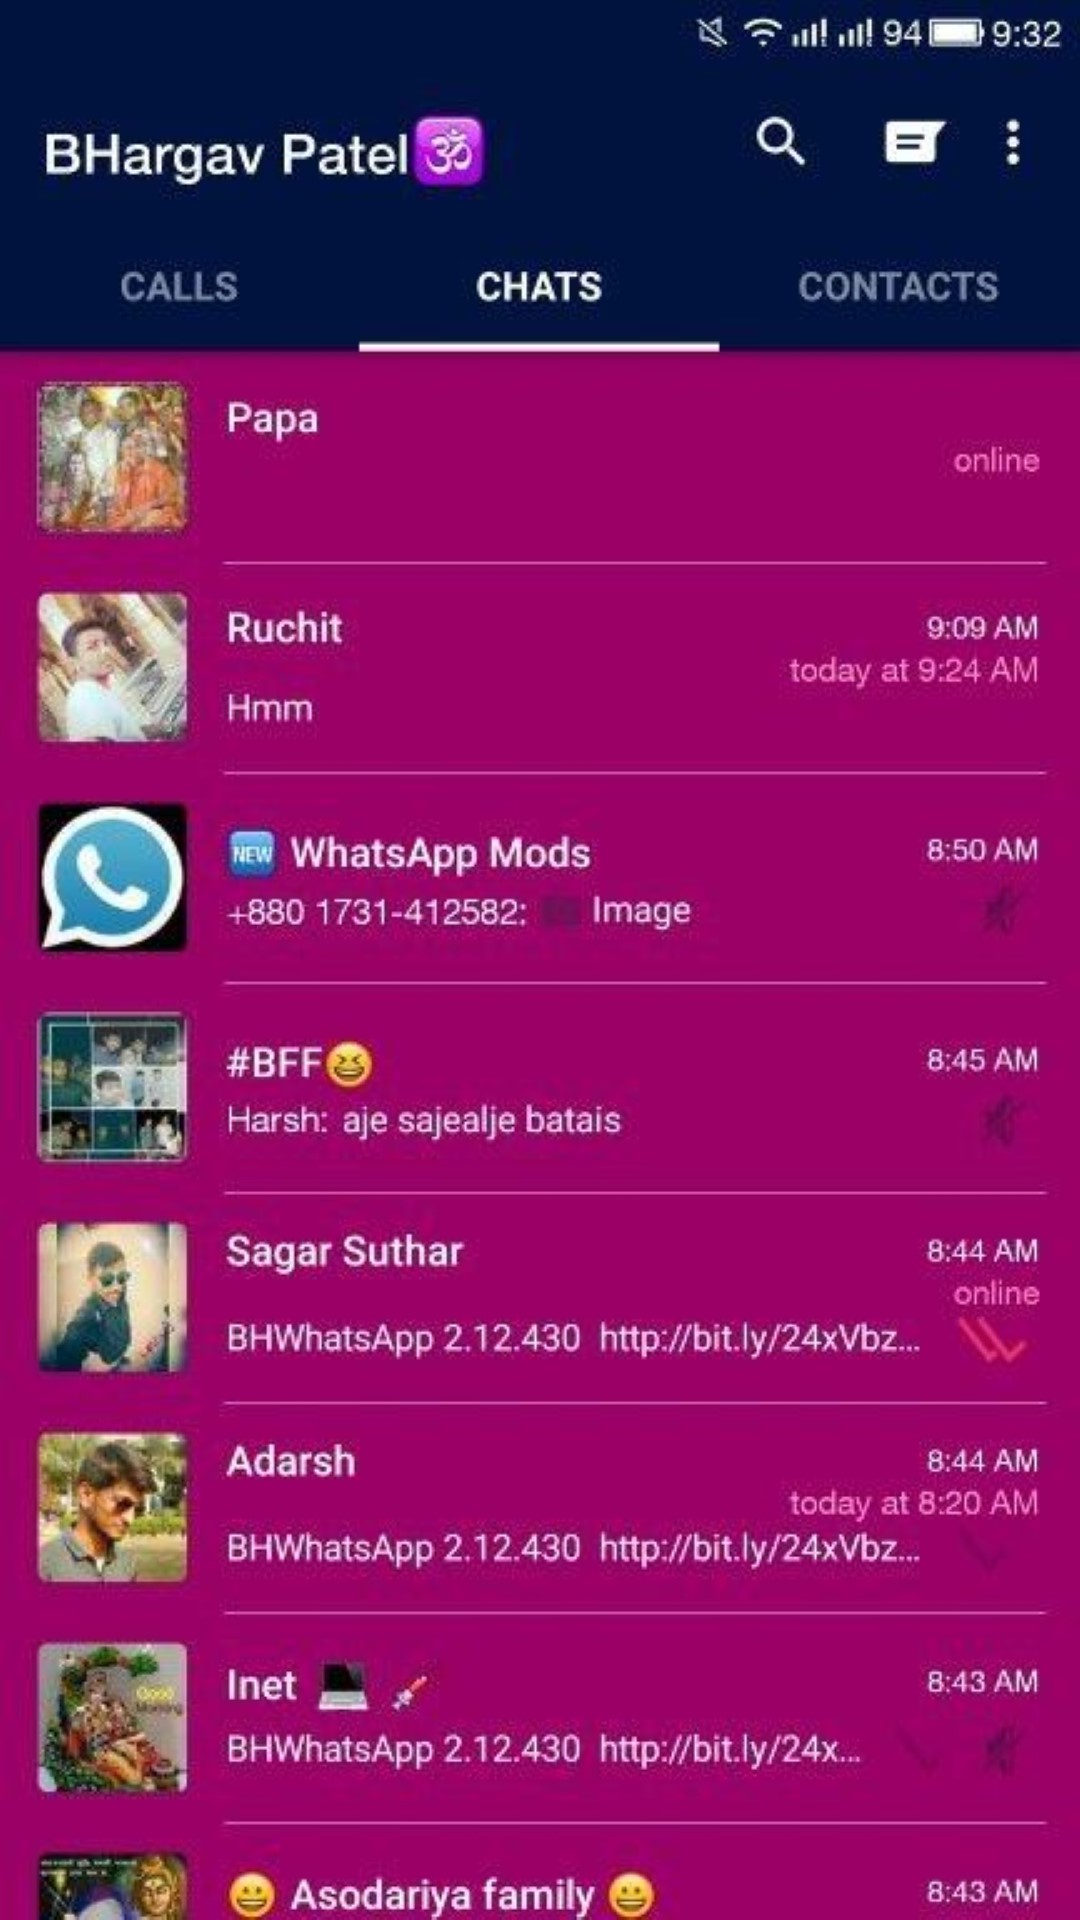 94 9:32
BHargav Patel🕉
CALLS CHATS CONTACTS
Papa
online
Ruchit 9:09 AM
today at 9:24 AM
Hmm
🆕 WhatsApp Mods 8:50 AM
+880 1731-412582: 📷 Image
#BFF😆 8:45 AM
Harsh: aje sajealje batais
Sagar Suthar 8:44 AM
online
BHWhatsApp 2.12.430 http://bit.ly/24xVbz...
Adarsh 8:44 AM
today at 8:20 AM
BHWhatsApp 2.12.430 http://bit.ly/24xVbz...
Inet 💻 💉 8:43 AM
BHWhatsApp 2.12.430 http://bit.ly/24x...
Good
Morning
😀 Asodariya family 😀 8:43 AM